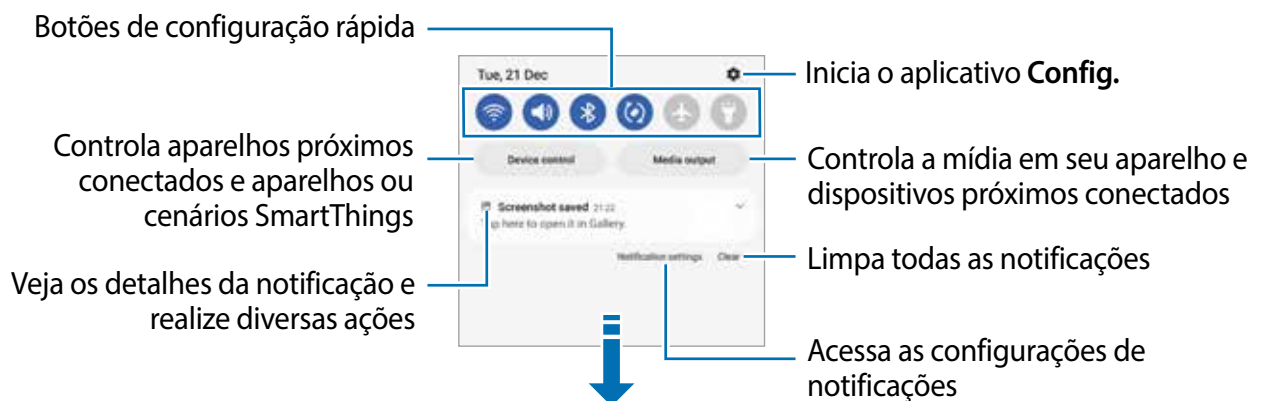 Botões de configuração rápida
Tue, 21 Dec
Inicia o aplicativo Config.
Controla aparelhos próximos
conectados e aparelhos ou
cenários SmartThings
Device control
Media output
Controla a mídia em seu aparelho e
dispositivos próximos conectados
Screenshot saved 21:22
here to open it in Gallery.
Notification settings Clear
Limpa todas as notificações
Veja os detalhes da notificação e
realize diversas ações
Acessa as configurações de
notificações